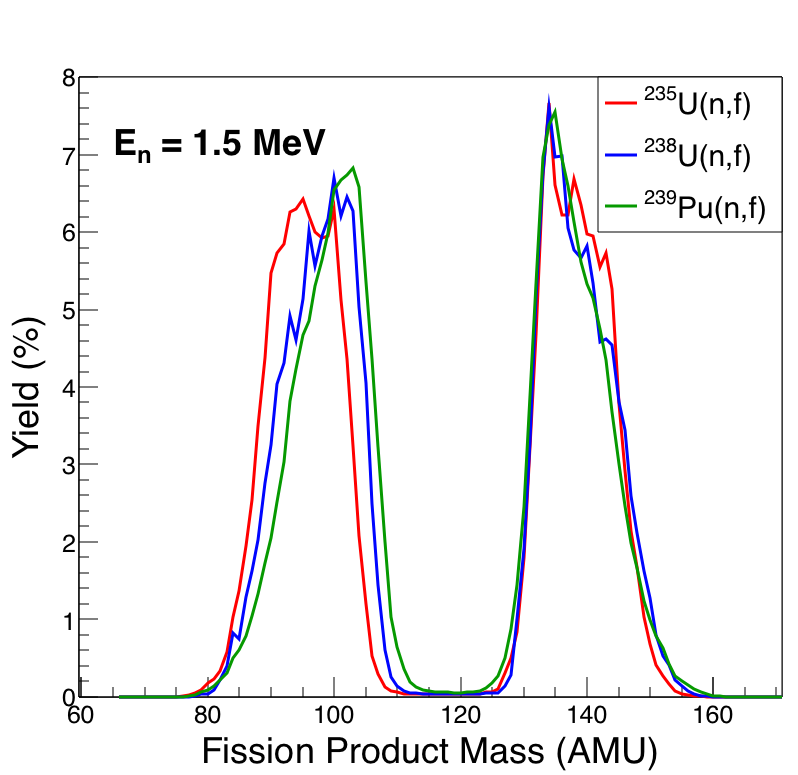 8
7
6
5
4
3
2
1
0
Yield (%)
E_n = 1.5 MeV
²³⁵U(n,f)
²³⁸U(n,f)
²³⁹Pu(n,f)
60 80 100 120 140 160
Fission Product Mass (AMU)